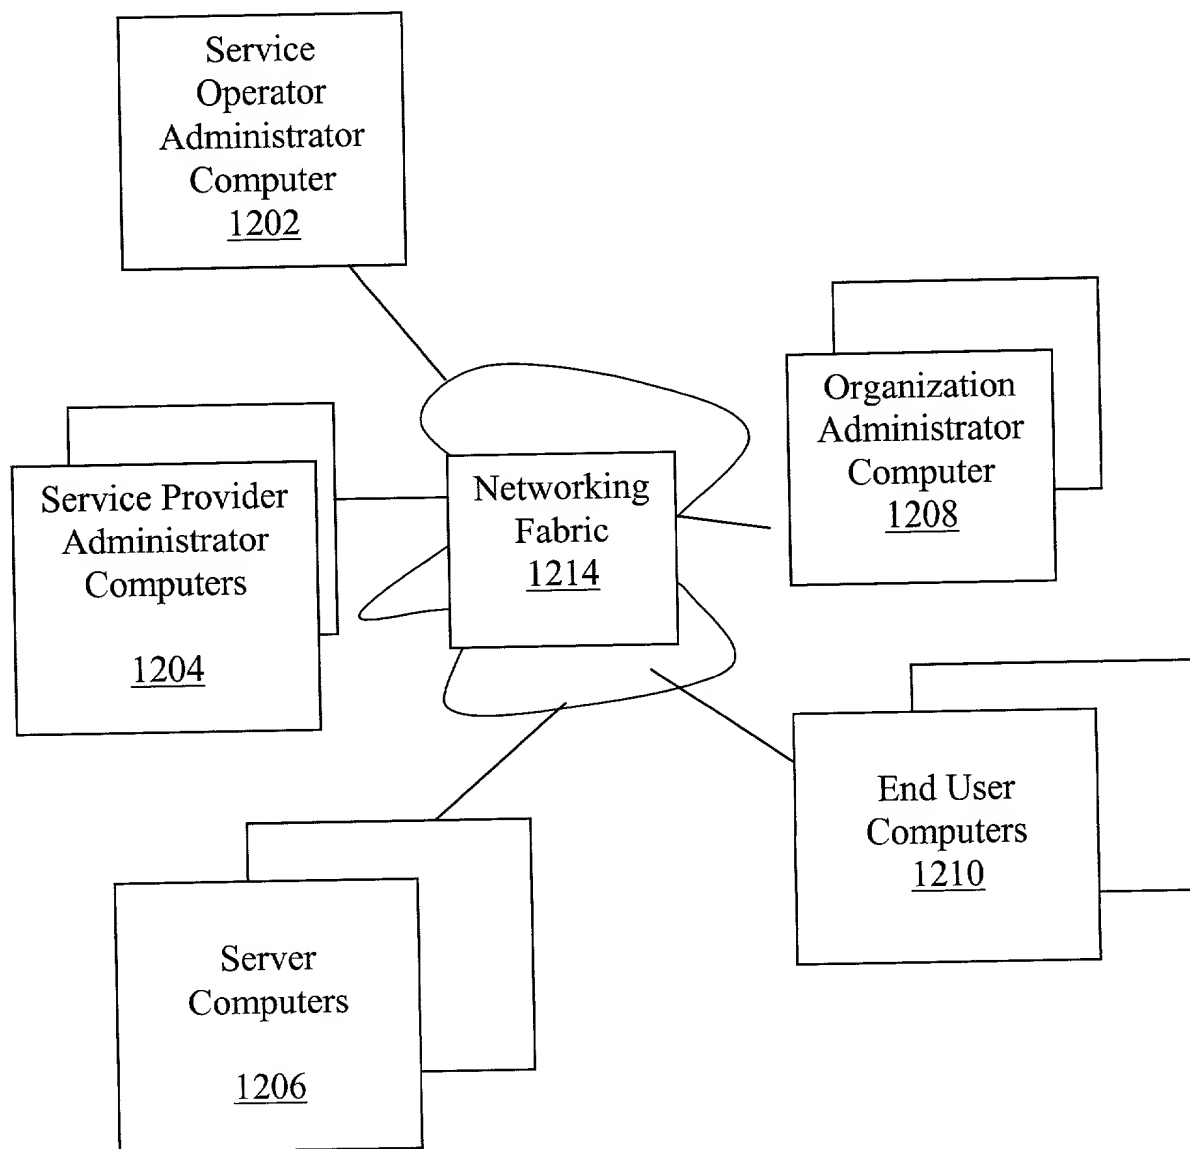 Service
Operator
Administrator
Computer
1202
Organization
Administrator
Computer
1208
Service Provider
Administrator
Computers
1204
Networking
Fabric
1214
End User
Computers
1210
Server
Computers
1206